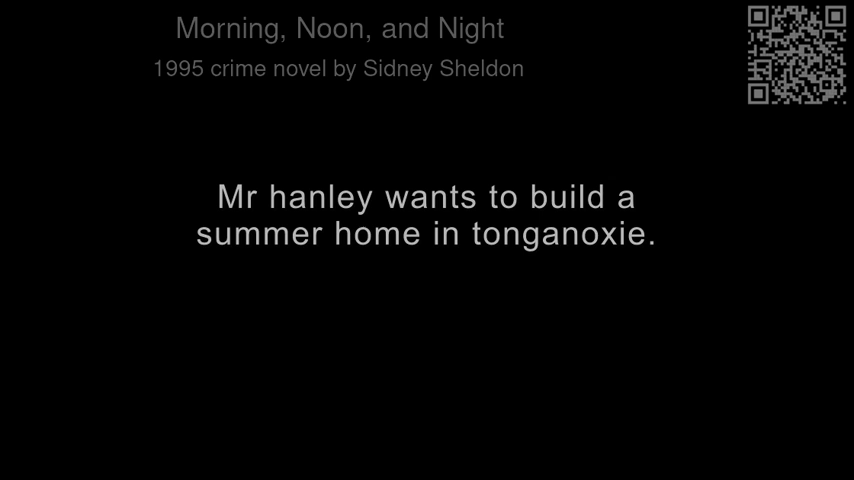 Morning, Noon, and Night
1995 crime novel by Sidney Sheldon
Mr hanley wants to build a
summer home in tonganoxie.